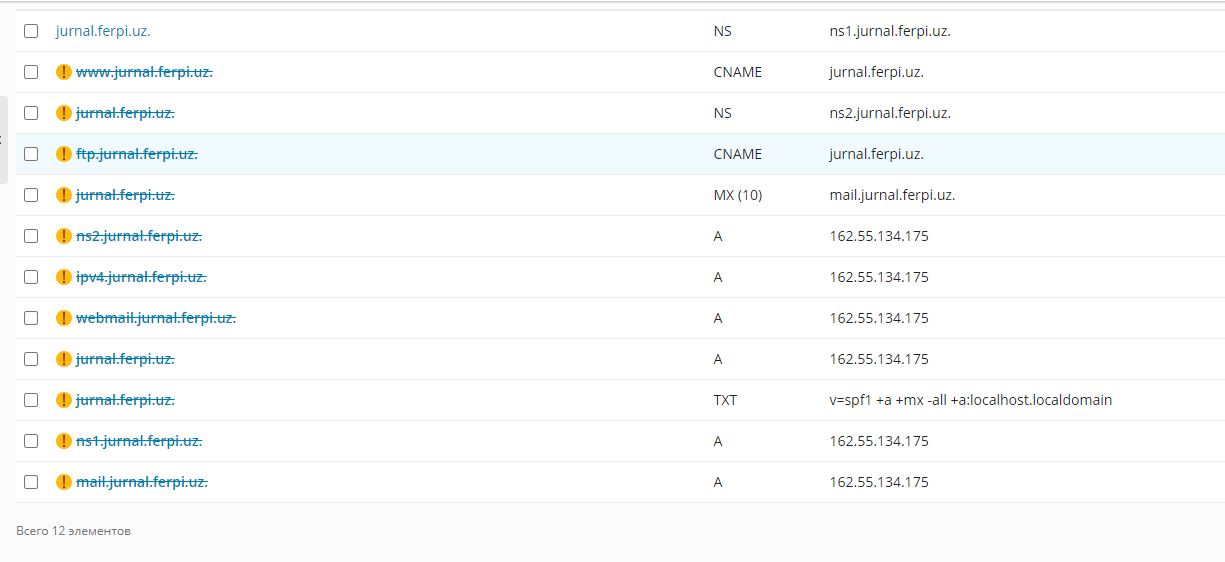 jurnal.ferpi.uz. NS ns1.jurnal.ferpi.uz.
www.jurnal.ferpi.uz. CNAME jurnal.ferpi.uz.
jurnal.ferpi.uz. NS ns2.jurnal.ferpi.uz.
ftp.jurnal.ferpi.uz. CNAME jurnal.ferpi.uz.
jurnal.ferpi.uz. MX (10) mail.jurnal.ferpi.uz.
ns2.jurnal.ferpi.uz. A 162.55.134.175
ipv4.jurnal.ferpi.uz. A 162.55.134.175
webmail.jurnal.ferpi.uz. A 162.55.134.175
jurnal.ferpi.uz. A 162.55.134.175
jurnal.ferpi.uz. TXT v=spf1 +a +mx -all +a:localhost.localdomain
ns1.jurnal.ferpi.uz. A 162.55.134.175
mail.jurnal.ferpi.uz. A 162.55.134.175
Всего 12 элементов